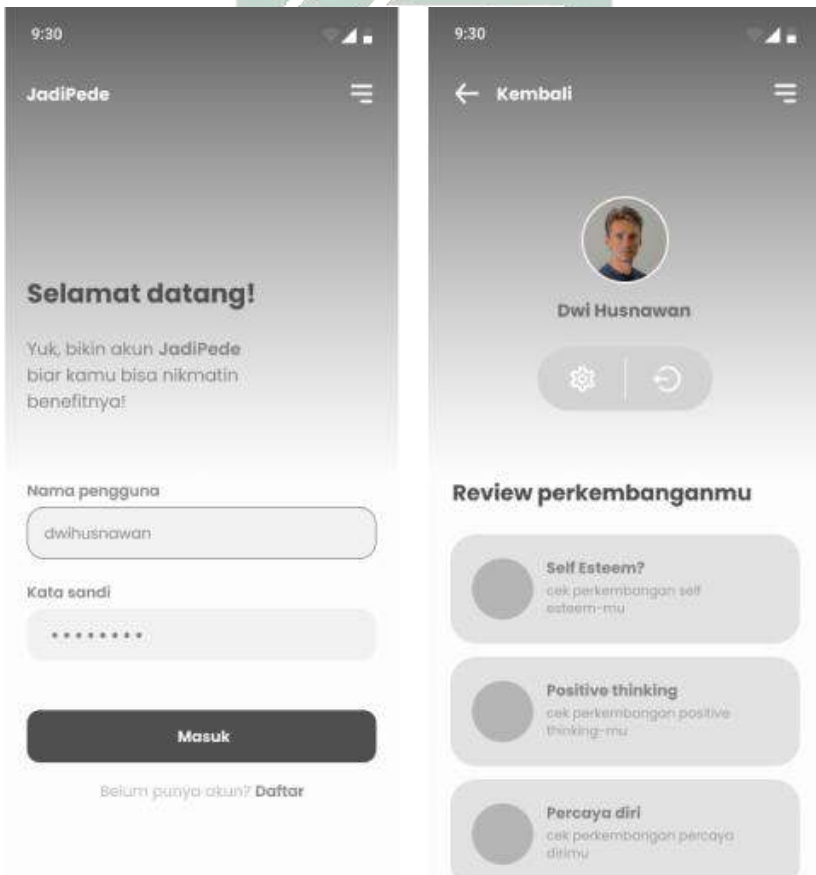 9:30
JadiPede
Selamat datang!
Yuk, bikin akun JadiPede
biar kamu bisa nikmatin
benefitnya!
Nama pengguna
dwihusnawan
Kata sandi
Masuk
Belum punya akun? Daftar
9:30
Kembali
Dwi Husnawan
Review perkembanganmu
Self Esteem?
cek perkembangan self
esteem-mu
Positive thinking
cek perkembangan positive
thinking-mu
Percaya diri
cek perkembangan percaya
dirimu